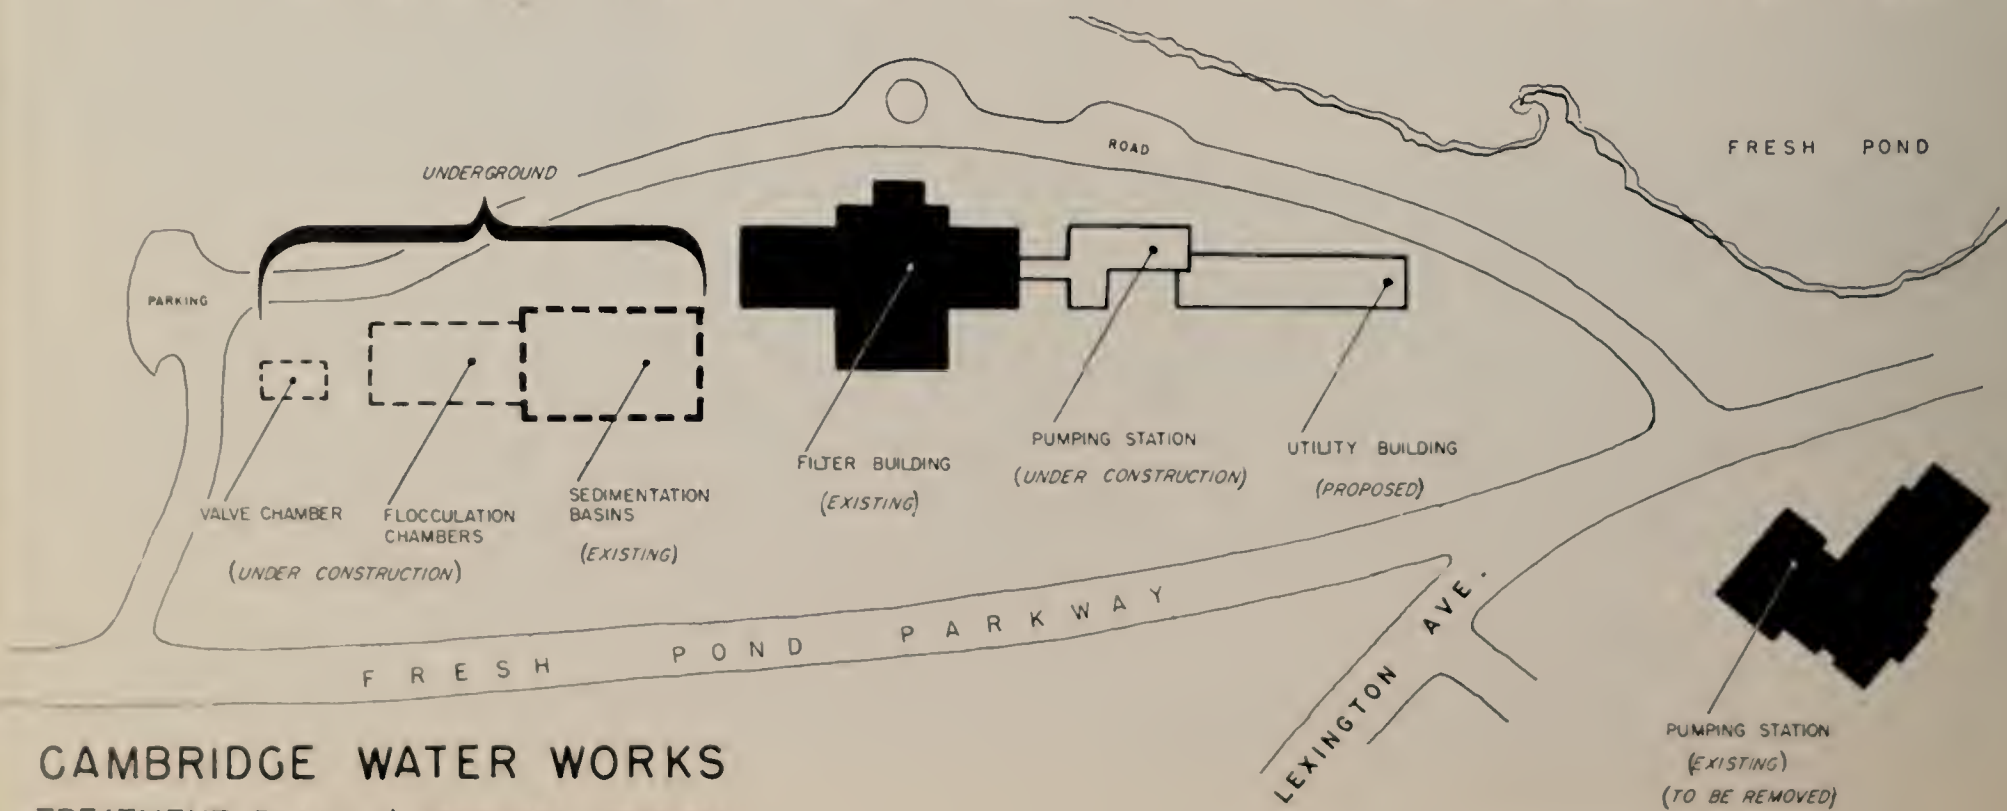 UNDERGROUND
ROAD
FRESH POND
PARKING
VALVE CHAMBER
FLOCCULATION
CHAMBERS
(UNDER CONSTRUCTION)
SEDIMENTATION
BASINS
(EXISTING)
FILTER BUILDING
(EXISTING)
PUMPING STATION
(UNDER CONSTRUCTION)
UTILITY BUILDING
(PROPOSED)
FRESH POND PARKWAY
LEXINGTON AVE.
PUMPING STATION
(EXISTING)
(TO BE REMOVED)
CAMBRIDGE WATER WORKS